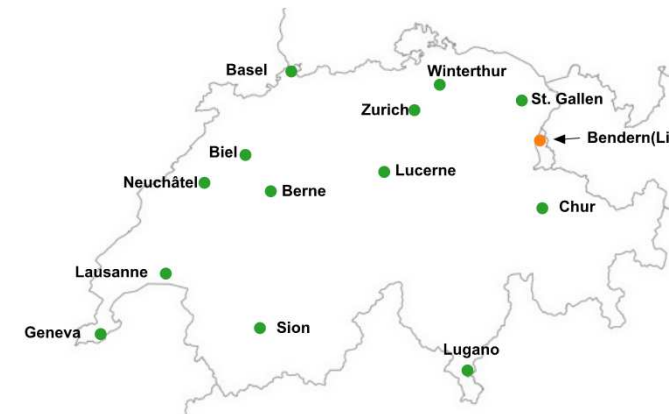 Basel
Winterthur
St. Gallen
Zurich
Bendern(Li
Biel
Lucerne
Neuchâtel
Berne
Chur
Lausanne
Sion
Geneva
Lugano